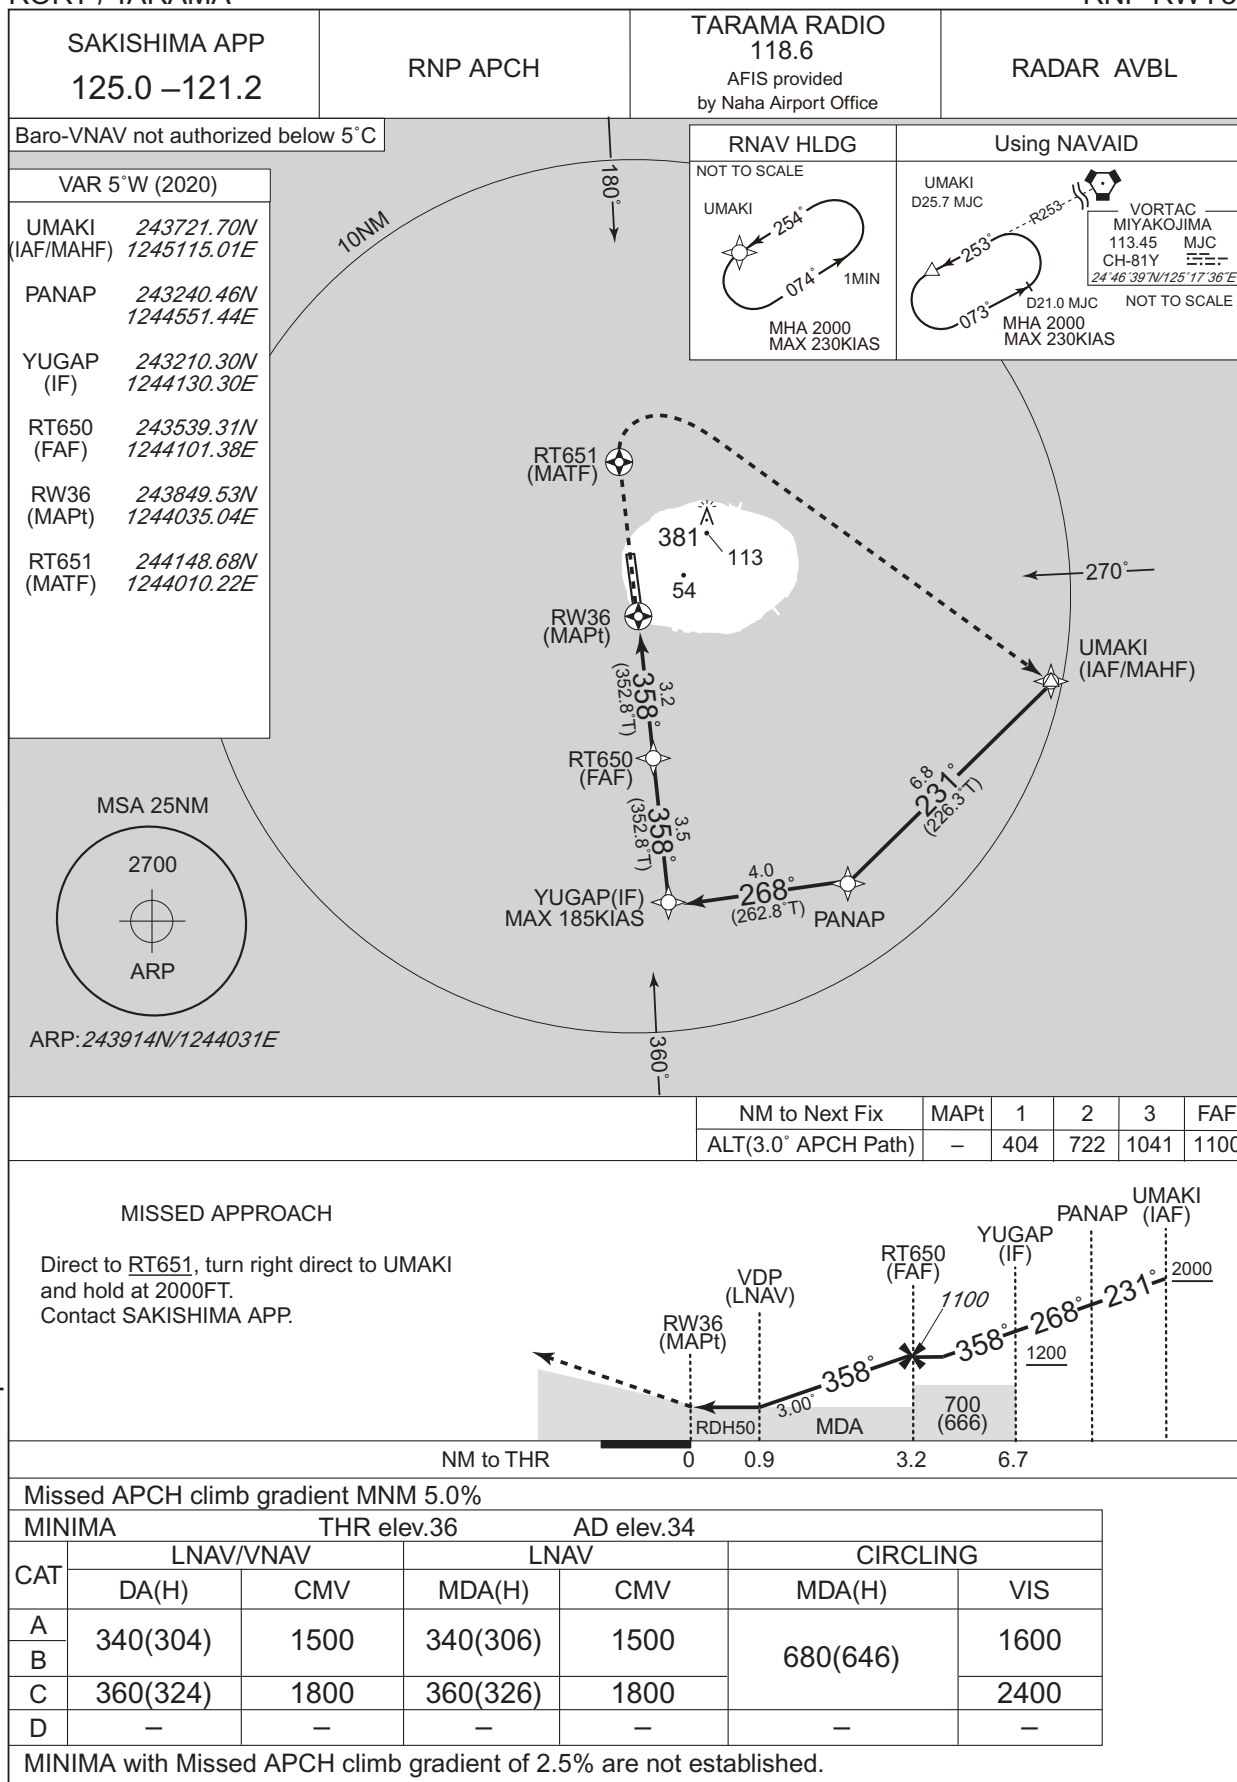 SAKISHIMA APP
125.0 –121.2
RNP APCH
TARAMA RADIO
118.6
AFIS provided
by Naha Airport Office
RADAR AVBL
Baro-VNAV not authorized below 5˚C
VAR 5˚W (2020)
UMAKI 243721.70N
(IAF/MAHF) 1245115.01E
PANAP 243240.46N
1244551.44E
YUGAP 243210.30N
(IF) 1244130.30E
RT650 243539.31N
(FAF) 1244101.38E
RW36 243849.53N
(MAPt) 1244035.04E
RT651 244148.68N
(MATF) 1244010.22E
10NM
180˚
RNAV HLDG
NOT TO SCALE
UMAKI
254˚
074˚
1MIN
MHA 2000
MAX 230KIAS
Using NAVAID
UMAKI
D25.7 MJC
R253
253˚
073˚
D21.0 MJC
MHA 2000
MAX 230KIAS
VORTAC
MIYAKOJIMA
113.45 MJC
CH-81Y
24˚46´39˝N/125˚17´36˝E
NOT TO SCALE
RT651
(MATF)
381
113
54
270˚
RW36
(MAPt)
UMAKI
(IAF/MAHF)
3.2
358˚
(352.8˚T)
RT650
(FAF)
3.5
358˚
(352.8˚T)
6.8
231˚
(226.3˚T)
4.0
268˚
(262.8˚T)
YUGAP(IF)
MAX 185KIAS
PANAP
MSA 25NM
2700
ARP
ARP:243914N/1244031E
360˚
NM to Next Fix MAPt 1 2 3 FAF
ALT(3.0˚ APCH Path) – 404 722 1041 1100
MISSED APPROACH
Direct to RT651, turn right direct to UMAKI
and hold at 2000FT.
Contact SAKISHIMA APP.
RW36
(MAPt)
VDP
(LNAV)
RT650
(FAF)
YUGAP
(IF)
PANAP
UMAKI
(IAF)
1100
2000
1200
358˚
358˚
268˚
231˚
3.00˚
RDH50
MDA
700
(666)
NM to THR 0 0.9 3.2 6.7
Missed APCH climb gradient MNM 5.0%
MINIMA THR elev.36 AD elev.34
CAT LNAV/VNAV LNAV CIRCLING
DA(H) CMV MDA(H) CMV MDA(H) VIS
A
B
340(304) 1500 340(306) 1500 680(646) 1600
C 360(324) 1800 360(326) 1800 2400
D – – – – – –
MINIMA with Missed APCH climb gradient of 2.5% are not established.